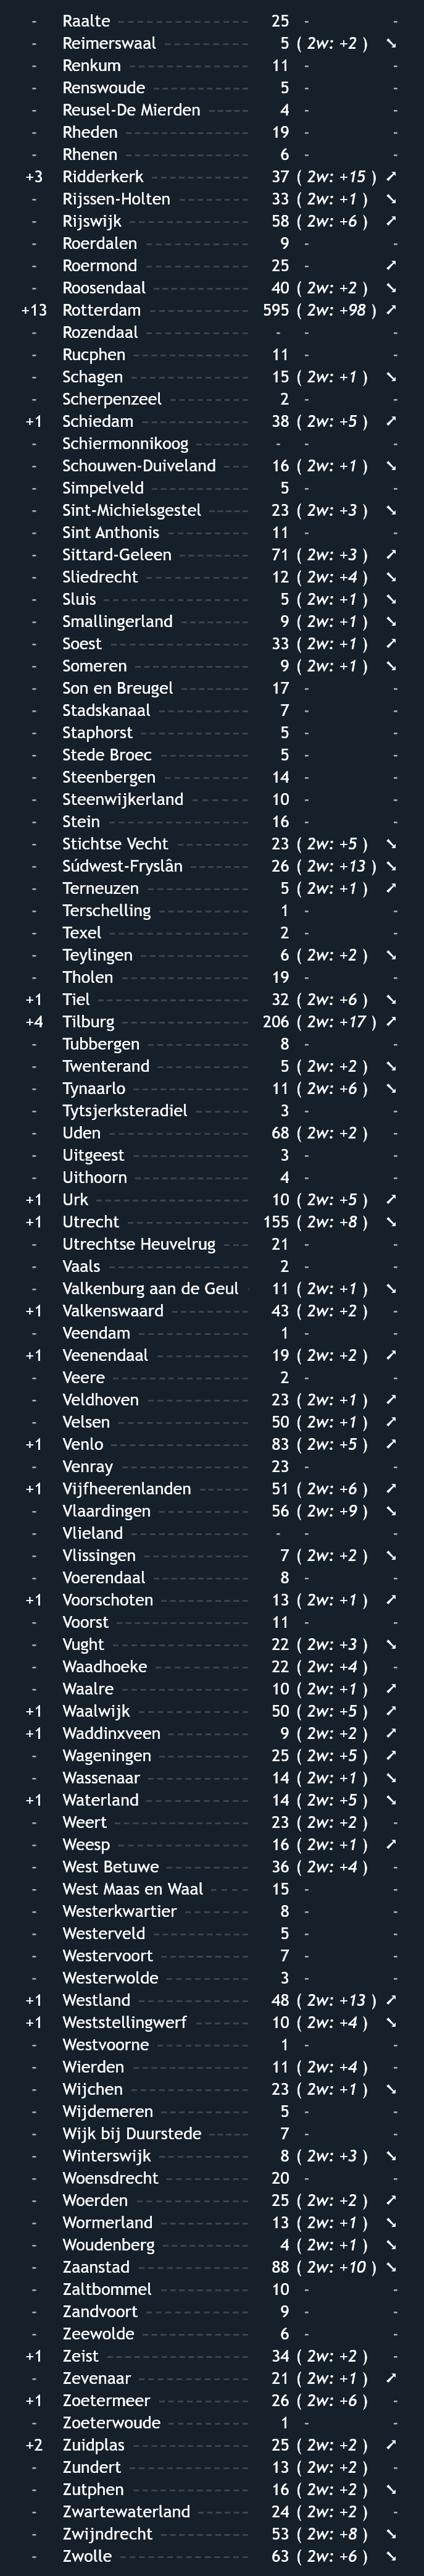 - Raalte 25 - -
- Reimerswaal 5 ( 2w: +2 ) ➘
- Renkum 11 - -
- Renswoude 5 - -
- Reusel-De Mierden 4 - -
- Rheden 19 - -
- Rhenen 6 - -
+3 Ridderkerk 37 ( 2w: +15 ) ➚
- Rijssen-Holten 33 ( 2w: +1 ) ➘
- Rijswijk 58 ( 2w: +6 ) ➚
- Roerdalen 9 - -
- Roermond 25 - ➚
- Roosendaal 40 ( 2w: +2 ) ➘
+13 Rotterdam 595 ( 2w: +98 ) ➚
- Rozendaal - - -
- Rucphen 11 - -
- Schagen 15 ( 2w: +1 ) ➘
- Scherpenzeel 2 - -
+1 Schiedam 38 ( 2w: +5 ) ➚
- Schiermonnikoog - - -
- Schouwen-Duiveland 16 ( 2w: +1 ) ➘
- Simpelveld 5 - -
- Sint-Michielsgestel 23 ( 2w: +3 ) ➘
- Sint Anthonis 11 - -
- Sittard-Geleen 71 ( 2w: +3 ) ➚
- Sliedrecht 12 ( 2w: +4 ) ➘
- Sluis 5 ( 2w: +1 ) ➘
- Smallingerland 9 ( 2w: +1 ) ➘
- Soest 33 ( 2w: +1 ) ➚
- Someren 9 ( 2w: +1 ) ➘
- Son en Breugel 17 - -
- Stadskanaal 7 - -
- Staphorst 5 - -
- Stede Broec 5 - -
- Steenbergen 14 - -
- Steenwijkerland 10 - -
- Stein 16 - -
- Stichtse Vecht 23 ( 2w: +5 ) ➘
- Súdwest-Fryslân 26 ( 2w: +13 ) ➘
- Terneuzen 5 ( 2w: +1 ) ➚
- Terschelling 1 - -
- Texel 2 - -
- Teylingen 6 ( 2w: +2 ) ➘
- Tholen 19 - -
+1 Tiel 32 ( 2w: +6 ) ➘
+4 Tilburg 206 ( 2w: +17 ) ➚
- Tubbergen 8 - -
- Twenterand 5 ( 2w: +2 ) ➘
- Tynaarlo 11 ( 2w: +6 ) ➘
- Tytsjerksteradiel 3 - -
- Uden 68 ( 2w: +2 ) -
- Uitgeest 3 - -
- Uithoorn 4 - -
+1 Urk 10 ( 2w: +5 ) ➚
+1 Utrecht 155 ( 2w: +8 ) ➘
- Utrechtse Heuvelrug 21 - -
- Vaals 2 - -
- Valkenburg aan de Geul 11 ( 2w: +1 ) ➘
+1 Valkenswaard 43 ( 2w: +2 ) -
- Veendam 1 - -
+1 Veenendaal 19 ( 2w: +2 ) ➚
- Veere 2 - -
- Veldhoven 23 ( 2w: +1 ) ➚
- Velsen 50 ( 2w: +1 ) ➚
+1 Venlo 83 ( 2w: +5 ) ➚
- Venray 23 - -
+1 Vijfheerenlanden 51 ( 2w: +6 ) ➚
- Vlaardingen 56 ( 2w: +9 ) ➘
- Vlieland - - -
- Vlissingen 7 ( 2w: +2 ) ➘
- Voerendaal 8 - -
+1 Voorschoten 13 ( 2w: +1 ) ➚
- Voorst 11 - -
- Vught 22 ( 2w: +3 ) ➘
- Waadhoeke 22 ( 2w: +4 ) -
- Waalre 10 ( 2w: +1 ) ➚
+1 Waalwijk 50 ( 2w: +5 ) ➚
+1 Waddinxveen 9 ( 2w: +2 ) ➚
- Wageningen 25 ( 2w: +5 ) ➚
- Wassenaar 14 ( 2w: +1 ) ➘
+1 Waterland 14 ( 2w: +5 ) ➘
- Weert 23 ( 2w: +2 ) -
- Weesp 16 ( 2w: +1 ) ➚
- West Betuwe 36 ( 2w: +4 ) -
- West Maas en Waal 15 - -
- Westerkwartier 8 - -
- Westerveld 5 - -
- Westervoort 7 - -
- Westerwolde 3 - -
+1 Westland 48 ( 2w: +13 ) ➚
+1 Weststellingwerf 10 ( 2w: +4 ) ➘
- Westvoorne 1 - -
- Wierden 11 ( 2w: +4 ) -
- Wijchen 23 ( 2w: +1 ) ➘
- Wijdemeren 5 - -
- Wijk bij Duurstede 7 - -
- Winterswijk 8 ( 2w: +3 ) ➘
- Woensdrecht 20 - -
- Woerden 25 ( 2w: +2 ) ➚
- Wormerland 13 ( 2w: +1 ) ➘
- Woudenberg 4 ( 2w: +1 ) ➘
- Zaanstad 88 ( 2w: +10 ) ➘
- Zaltbommel 10 - -
- Zandvoort 9 - -
- Zeewolde 6 - -
+1 Zeist 34 ( 2w: +2 ) -
- Zevenaar 21 ( 2w: +1 ) ➚
+1 Zoetermeer 26 ( 2w: +6 ) -
- Zoeterwoude 1 - -
+2 Zuidplas 25 ( 2w: +2 ) ➚
- Zundert 13 ( 2w: +2 ) -
- Zutphen 16 ( 2w: +2 ) ➘
- Zwartewaterland 24 ( 2w: +2 ) -
- Zwijndrecht 53 ( 2w: +8 ) ➘
- Zwolle 63 ( 2w: +6 ) ➘